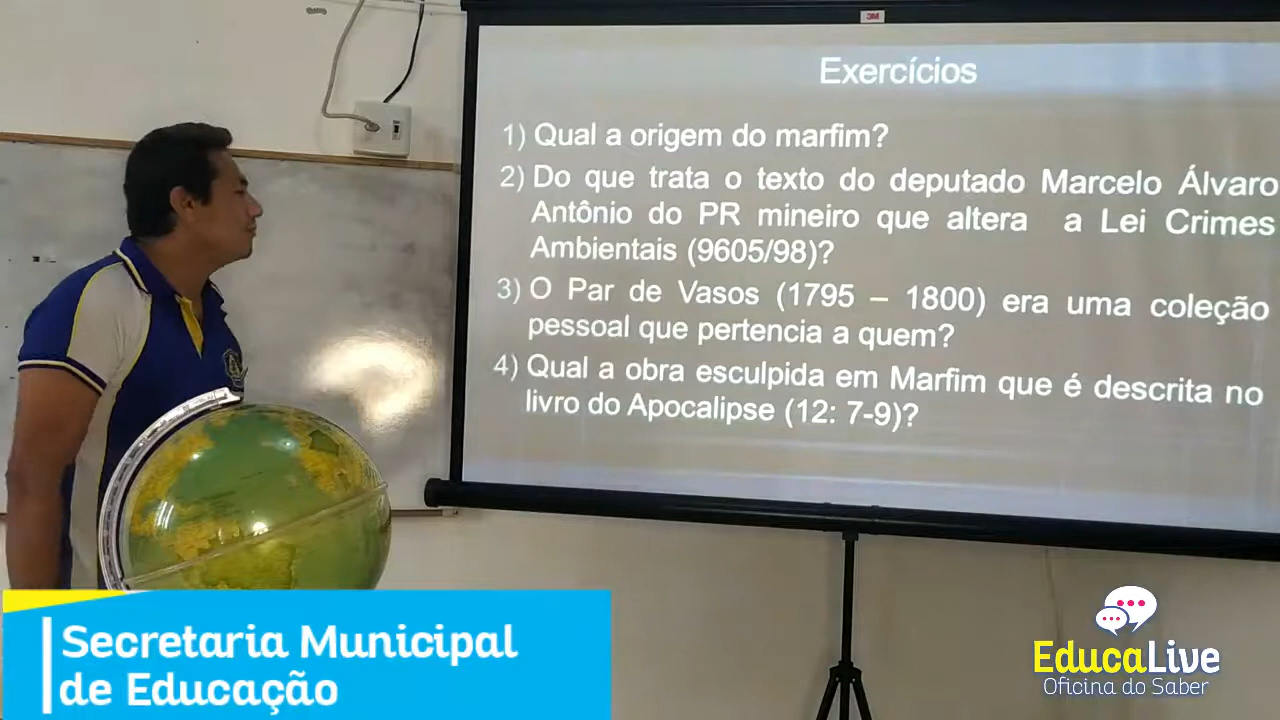 3M
Exercícios
1) Qual a origem do marfim?
2) Do que trata o texto do deputado Marcelo Álvaro
Antônio do PR mineiro que altera a Lei Crimes
Ambientais (9605/98)?
3) O Par de Vasos (1795 – 1800) era uma coleção
pessoal que pertencia a quem?
4) Qual a obra esculpida em Marfim que é descrita no
livro do Apocalipse (12: 7-9)?
Secretaria Municipal
de Educação
EducaLive
Oficina do Saber